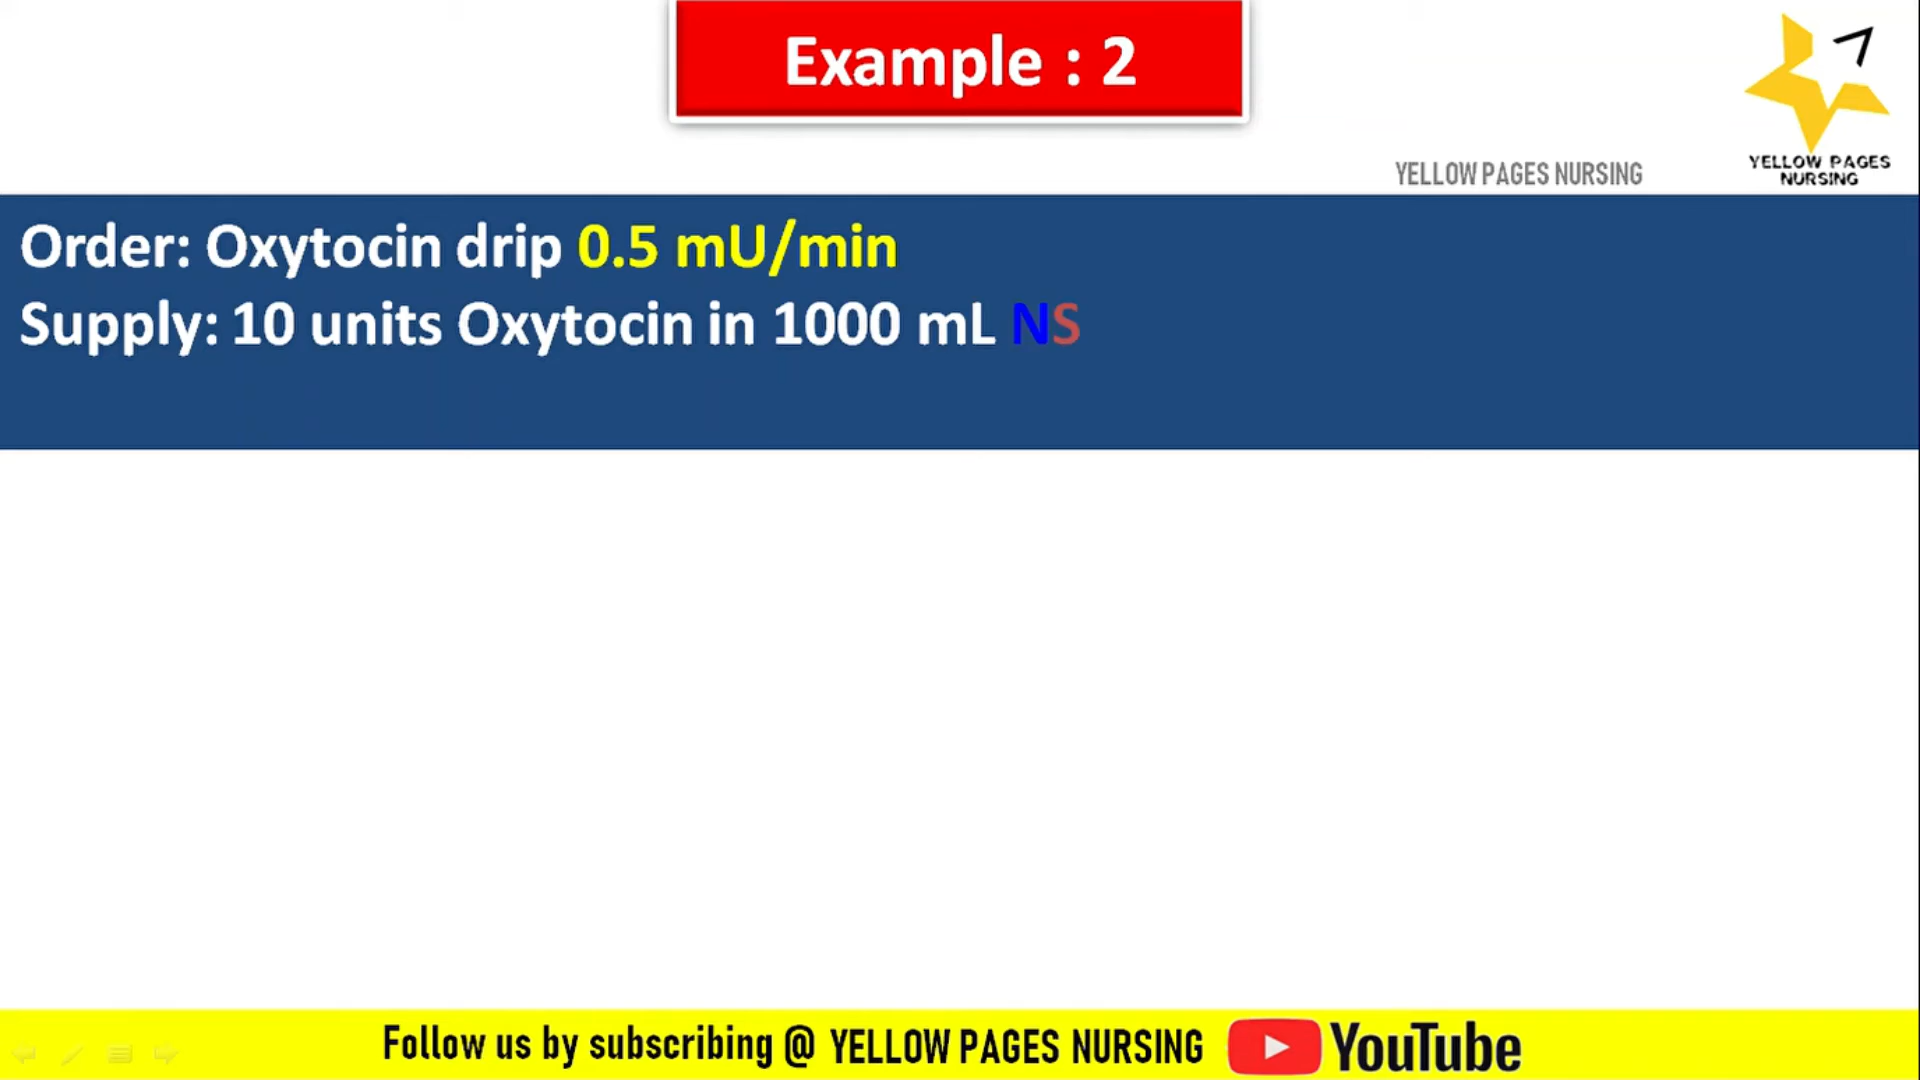 Example : 2
YELLOW PAGES NURSING
YELLOW PAGES
NURSING
Order: Oxytocin drip 0.5 mU/min
Supply: 10 units Oxytocin in 1000 mL NS
Follow us by subscribing @ YELLOW PAGES NURSING YouTube